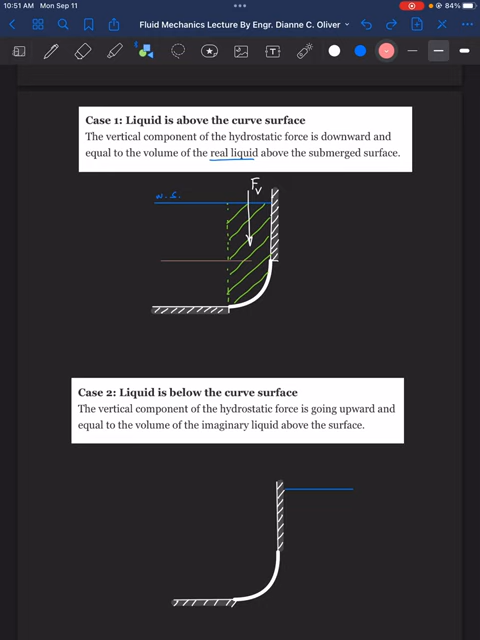 10:51 AM Mon Sep 11
84%
Fluid Mechanics Lecture By Engr. Dianne C. Oliver
Case 1: Liquid is above the curve surface
The vertical component of the hydrostatic force is downward and
equal to the volume of the real liquid above the submerged surface.
Fv
w.s.
Case 2: Liquid is below the curve surface
The vertical component of the hydrostatic force is going upward and
equal to the volume of the imaginary liquid above the surface.